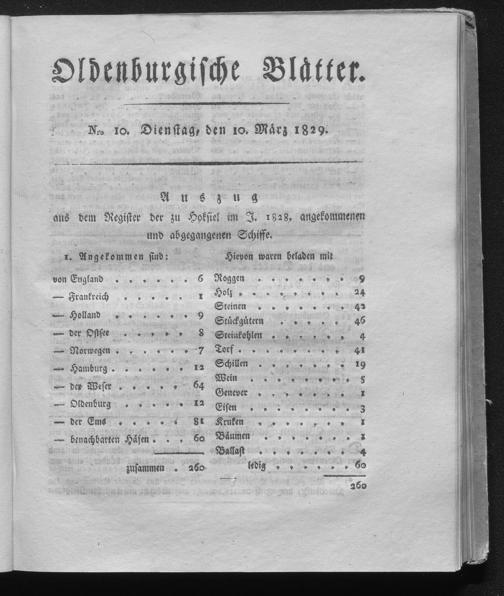 Oldenburgische Blätter.
Nro 10. Dienstag, den 10. März 1829.
Auszug
aus dem Register der zu Hoksiel im J. 1828, angekommenen
und abgegangenen Schiffe.
1. Angekommen sind:
von England . . . . . . 6
— Frankreich . . . . . 1
— Holland . . . . . . 9
— der Ostsee . . . . . 8
— Norwegen . . . . . . 7
— Hamburg . . . . . . 12
— der Weser . . . . . 64
— Oldenburg . . . . . 12
— der Ems . . . . . . 81
— benachbarten Häfen . . . 60
zusammen . 260
Hievon waren beladen mit
Roggen . . . . . . . 9
Holz . . . . . . . 24
Steinen . . . . . . . 42
Stückgütern . . . . . 46
Steinkohlen . . . . . 4
Torf . . . . . . . 41
Schillen . . . . . . 19
Wein . . . . . . . 5
Genever . . . . . . 1
Eisen . . . . . . . 3
Kruken . . . . . . . 1
Bäumen . . . . . . 1
Ballast . . . . . . 4
ledig . . . . . 60
260